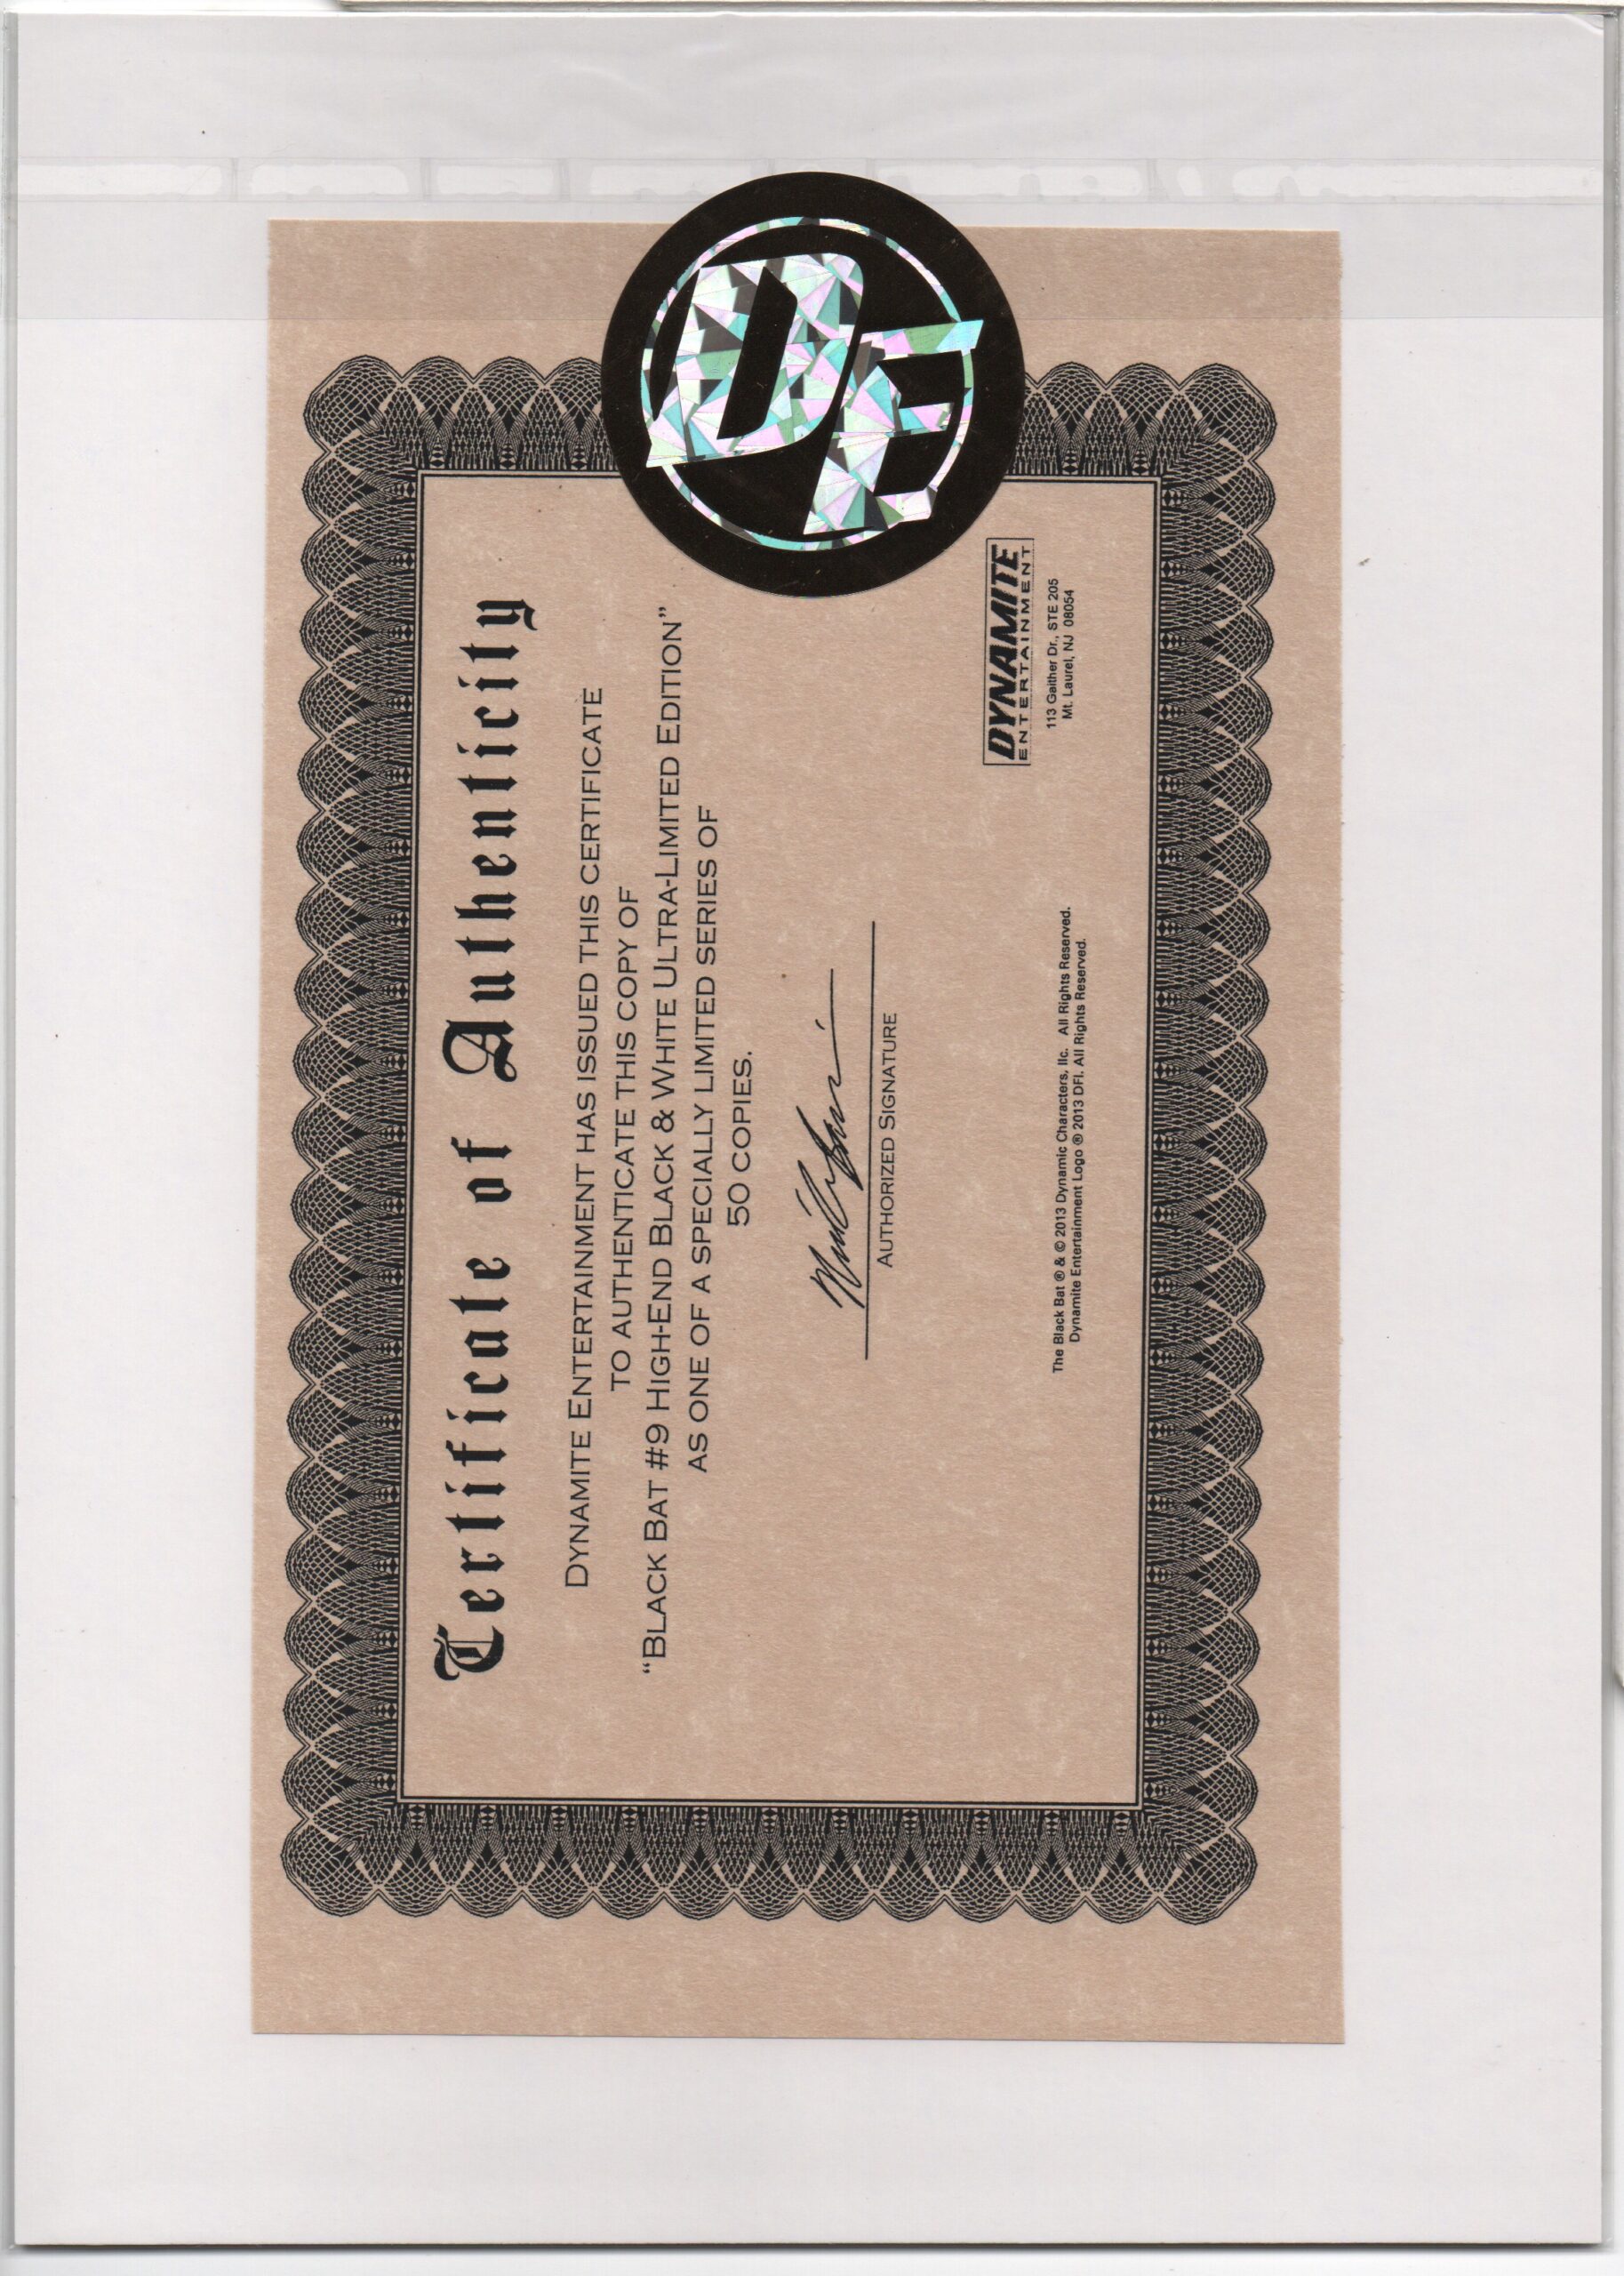 Certificate of Authenticity
DYNAMITE ENTERTAINMENT HAS ISSUED THIS CERTIFICATE
TO AUTHENTICATE THIS COPY OF
“BLACK BAT #9 HIGH-END BLACK & WHITE ULTRA-LIMITED EDITION”
AS ONE OF A SPECIALLY LIMITED SERIES OF
50 COPIES.
AUTHORIZED SIGNATURE
The Black Bat ® & © 2013 Dynamic Characters, llc. All Rights Reserved.
Dynamite Entertainment Logo ® 2013 DFI. All Rights Reserved.
DYNAMITE
ENTERTAINMENT
113 Gaither Dr., STE 205
Mt. Laurel, NJ 08054
DE